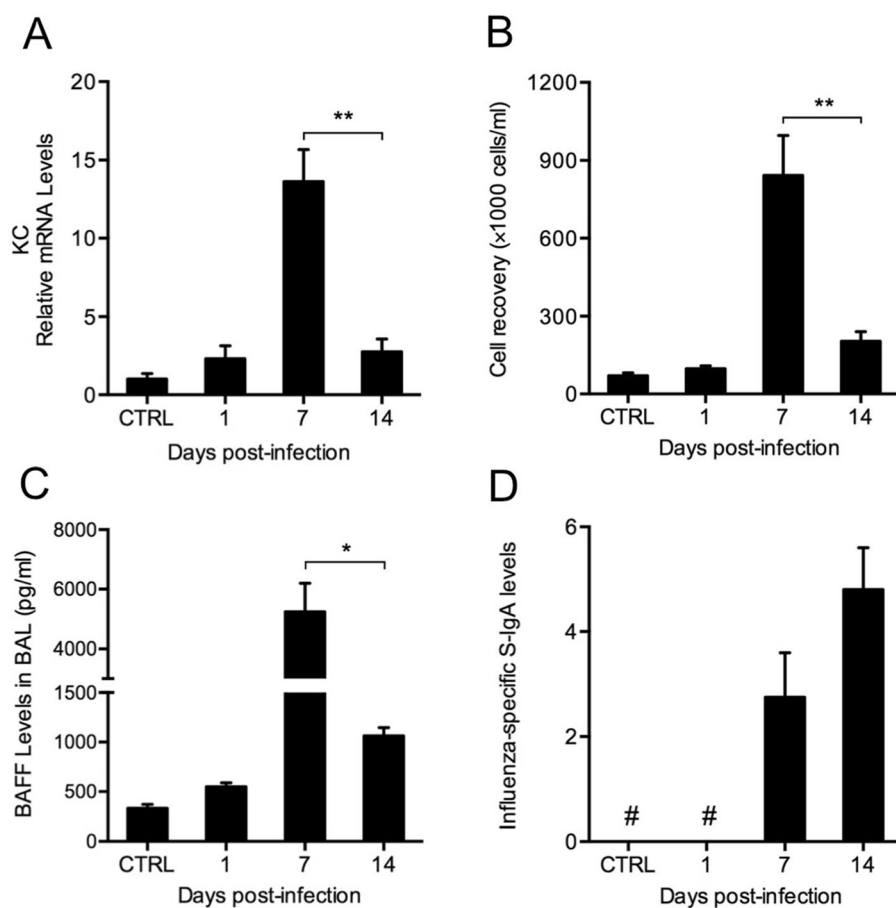 A
KC
Relative mRNA Levels
20
15
10
5
0
**
CTRL 1 7 14
Days post-infection
B
Cell recovery (×1000 cells/ml)
1200
900
600
300
0
**
CTRL 1 7 14
Days post-infection
C
BAFF Levels in BAL (pg/ml)
8000
6000
4000
1500
1000
500
0
*
CTRL 1 7 14
Days post-infection
D
Influenza-specific S-IgA levels
6
4
2
0
# #
CTRL 1 7 14
Days post-infection